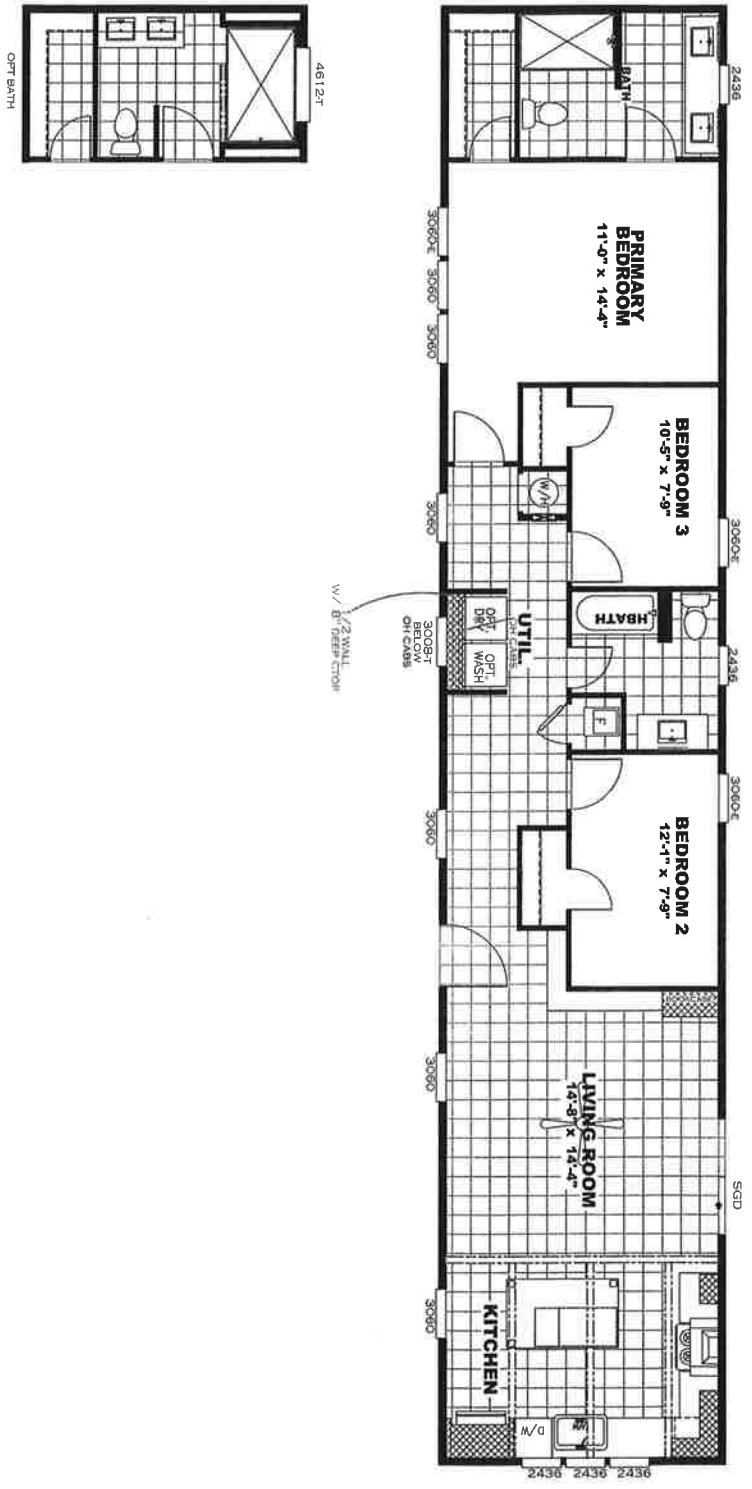 4612-T
OPT BATH
2436
BATH
PRIMARY
BEDROOM
11'-0" x 14'-4"
3060-E
3060
3060
BEDROOM 3
10'-5" x 7'-9"
3060-E
W/H
3060
UTIL.
OH CABS
OPT.
DRY.
OPT.
WASH
3008-T
BELOW
OH CABS
1/2 WALL
W/ 8" DEEP CTOP
HBATH
2436
F
BEDROOM 2
12'-1" x 7'-9"
3060-E
3060
BOOKCASE
LIVING ROOM
14'-8" x 14'-4"
SGD
3060
KITCHEN
3060
D/W
2436
2436
2436